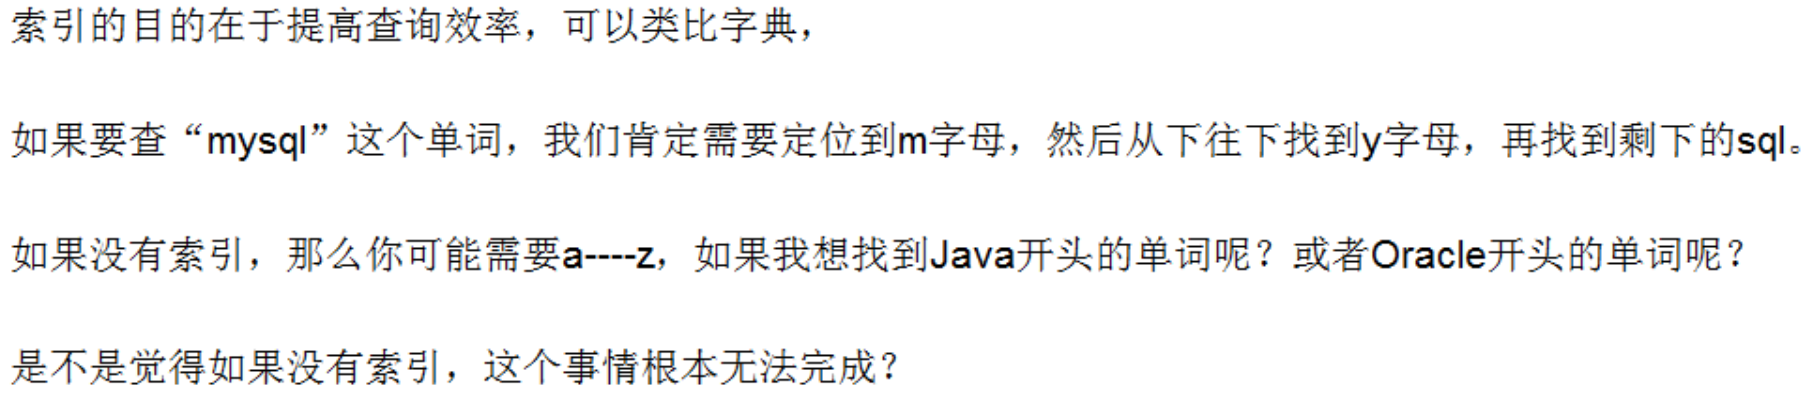 索引的目的在于提高查询效率，可以类比字典，
如果要查“mysql”这个单词，我们肯定需要定位到m字母，然后从下往下找到y字母，再找到剩下的sql。
如果没有索引，那么你可能需要a----z，如果我想找到Java开头的单词呢？或者Oracle开头的单词呢？
是不是觉得如果没有索引，这个事情根本无法完成？